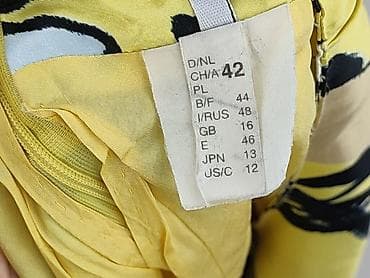 D/NL
CH/A 42
PL
B/F 44
I/RUS 48
GB 16
E 46
JPN 13
US/C 12